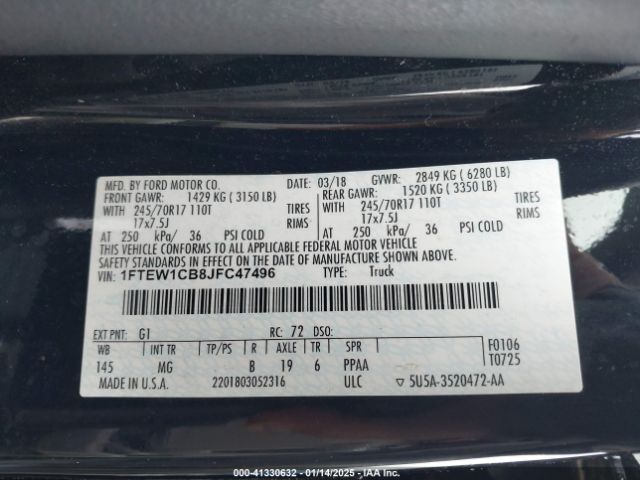 MFD. BY FORD MOTOR CO. DATE: 03/18 GVWR: 2849 KG ( 6280 LB)
FRONT GAWR: 1429 KG ( 3150 LB) REAR GAWR: 1520 KG ( 3350 LB)
WITH 245/70R17 110T TIRES WITH 245/70R17 110T TIRES
17x7.5J RIMS 17x7.5J RIMS
AT 250 kPa/ 36 PSI COLD AT 250 kPa/ 36 PSI COLD
THIS VEHICLE CONFORMS TO ALL APPLICABLE FEDERAL MOTOR VEHICLE
SAFETY STANDARDS IN EFFECT ON THE DATE OF MANUFACTURE SHOWN ABOVE.
VIN: 1FTEW1CB8JFC47496 TYPE: Truck
EXT PNT: G1 RC: 72 DSO:
WB INT TR TP/PS R AXLE TR SPR F0106
145 MG B 19 6 PPAA T0725
MADE IN U.S.A. 2201803052316 ULC ▽ 5U5A-3520472-AA
000-41330632 - 01/14/2025 - IAA Inc.